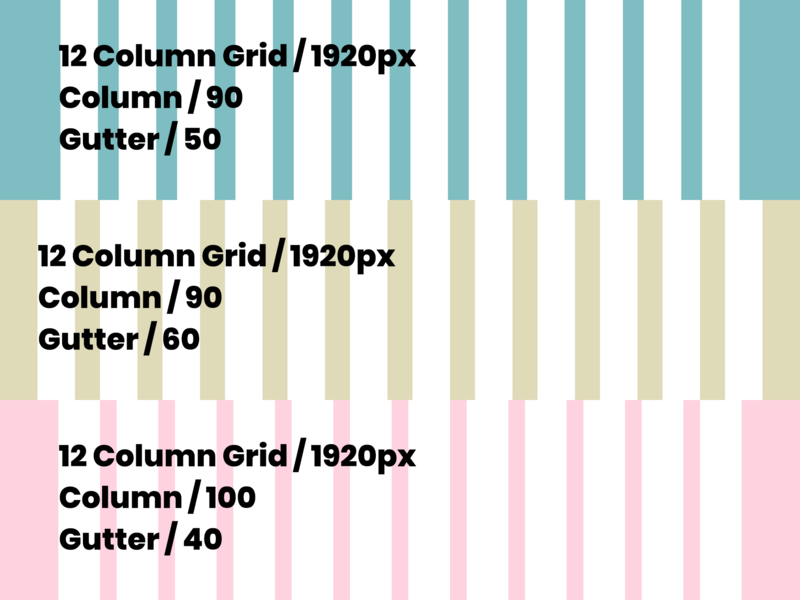 12 Column Grid / 1920px
Column / 90
Gutter / 50
12 Column Grid / 1920px
Column / 90
Gutter / 60
12 Column Grid / 1920px
Column / 100
Gutter / 40